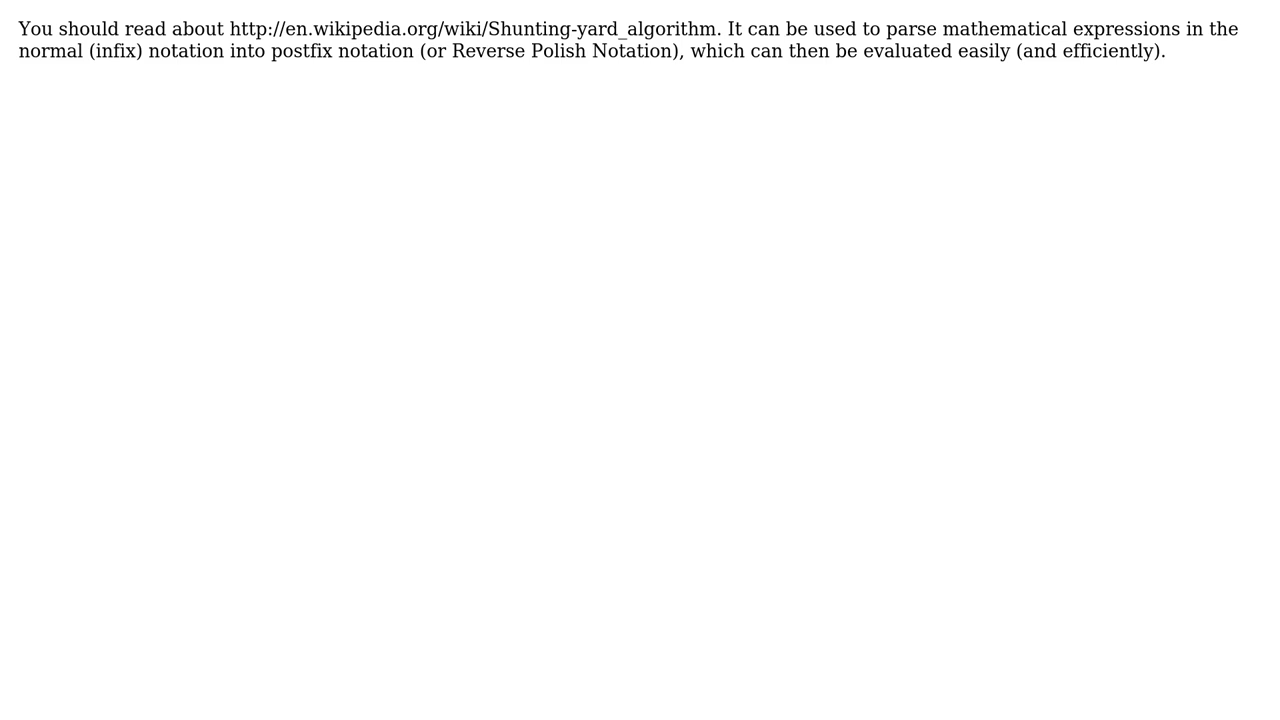 You should read about http://en.wikipedia.org/wiki/Shunting-yard_algorithm. It can be used to parse mathematical expressions in the
normal (infix) notation into postfix notation (or Reverse Polish Notation), which can then be evaluated easily (and efficiently).